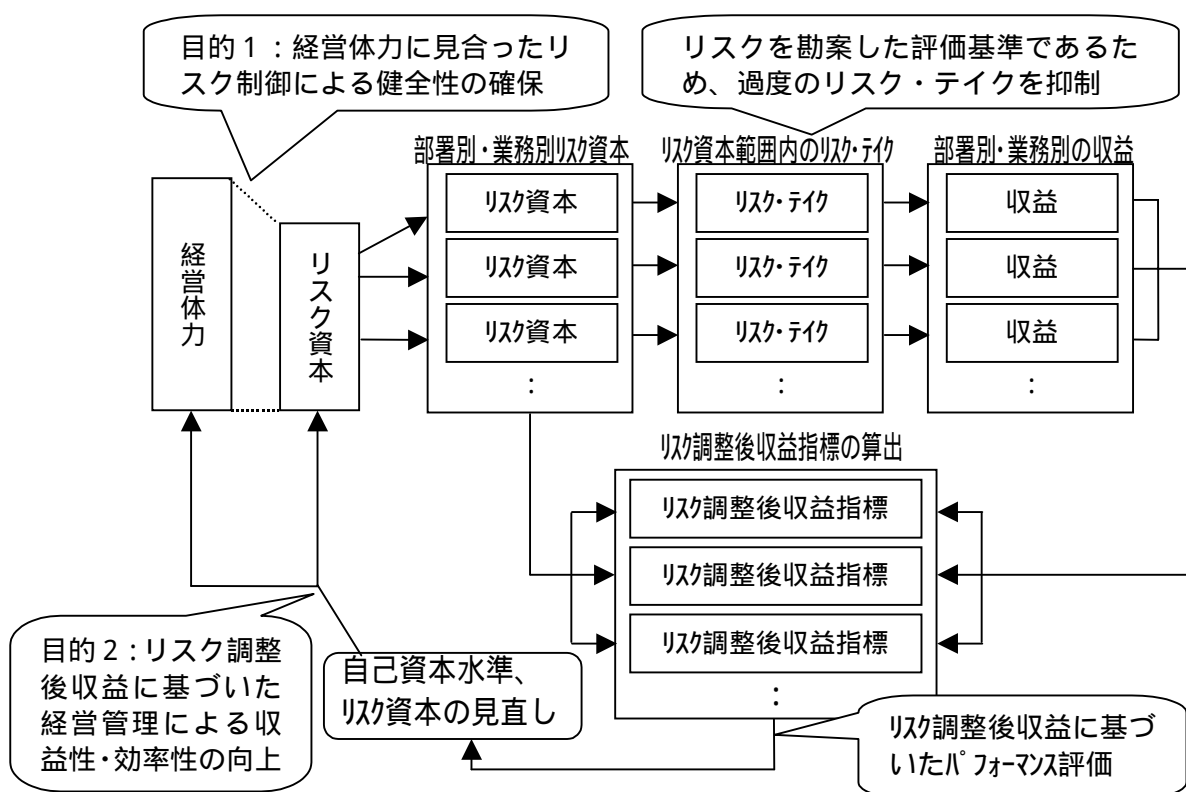 目的1:経営体力に見合ったリ
スク制御による健全性の確保
リスクを勘案した評価基準であるた
め、過度のリスク・テイクを抑制
部署別・業務別ﾘｽｸ資本
ﾘｽｸ資本範囲内のﾘｽｸ・ﾃｲｸ
部署別・業務別の収益
経営体力
リスク資本
ﾘｽｸ資本
ﾘｽｸ・ﾃｲｸ
収益
ﾘｽｸ資本
ﾘｽｸ・ﾃｲｸ
収益
ﾘｽｸ資本
ﾘｽｸ・ﾃｲｸ
収益
:
:
:
ﾘｽｸ調整後収益指標の算出
ﾘｽｸ調整後収益指標
ﾘｽｸ調整後収益指標
ﾘｽｸ調整後収益指標
:
目的2:リスク調整
後収益に基づいた
経営管理による収
益性・効率性の向上
自己資本水準、
ﾘｽｸ資本の見直し
ﾘｽｸ調整後収益に基づ
いたﾊﾟﾌｫｰﾏﾝｽ評価